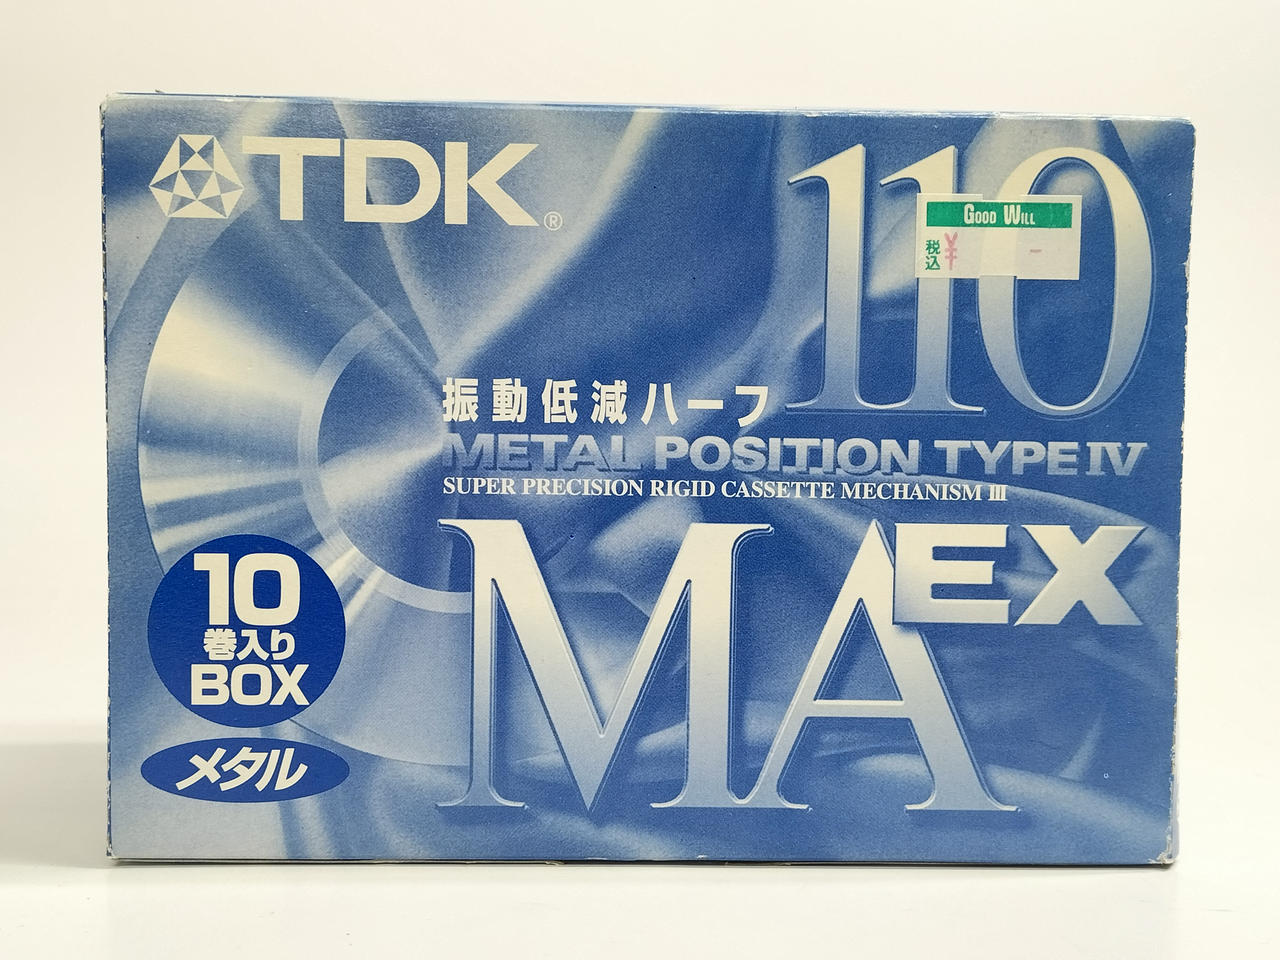 TDK®
110
GOOD WILL
税込 ¥ -
振動低減ハーフ
METAL POSITION TYPE IV
SUPER PRECISION RIGID CASSETTE MECHANISM III
MA EX
10
巻入り
BOX
メタル